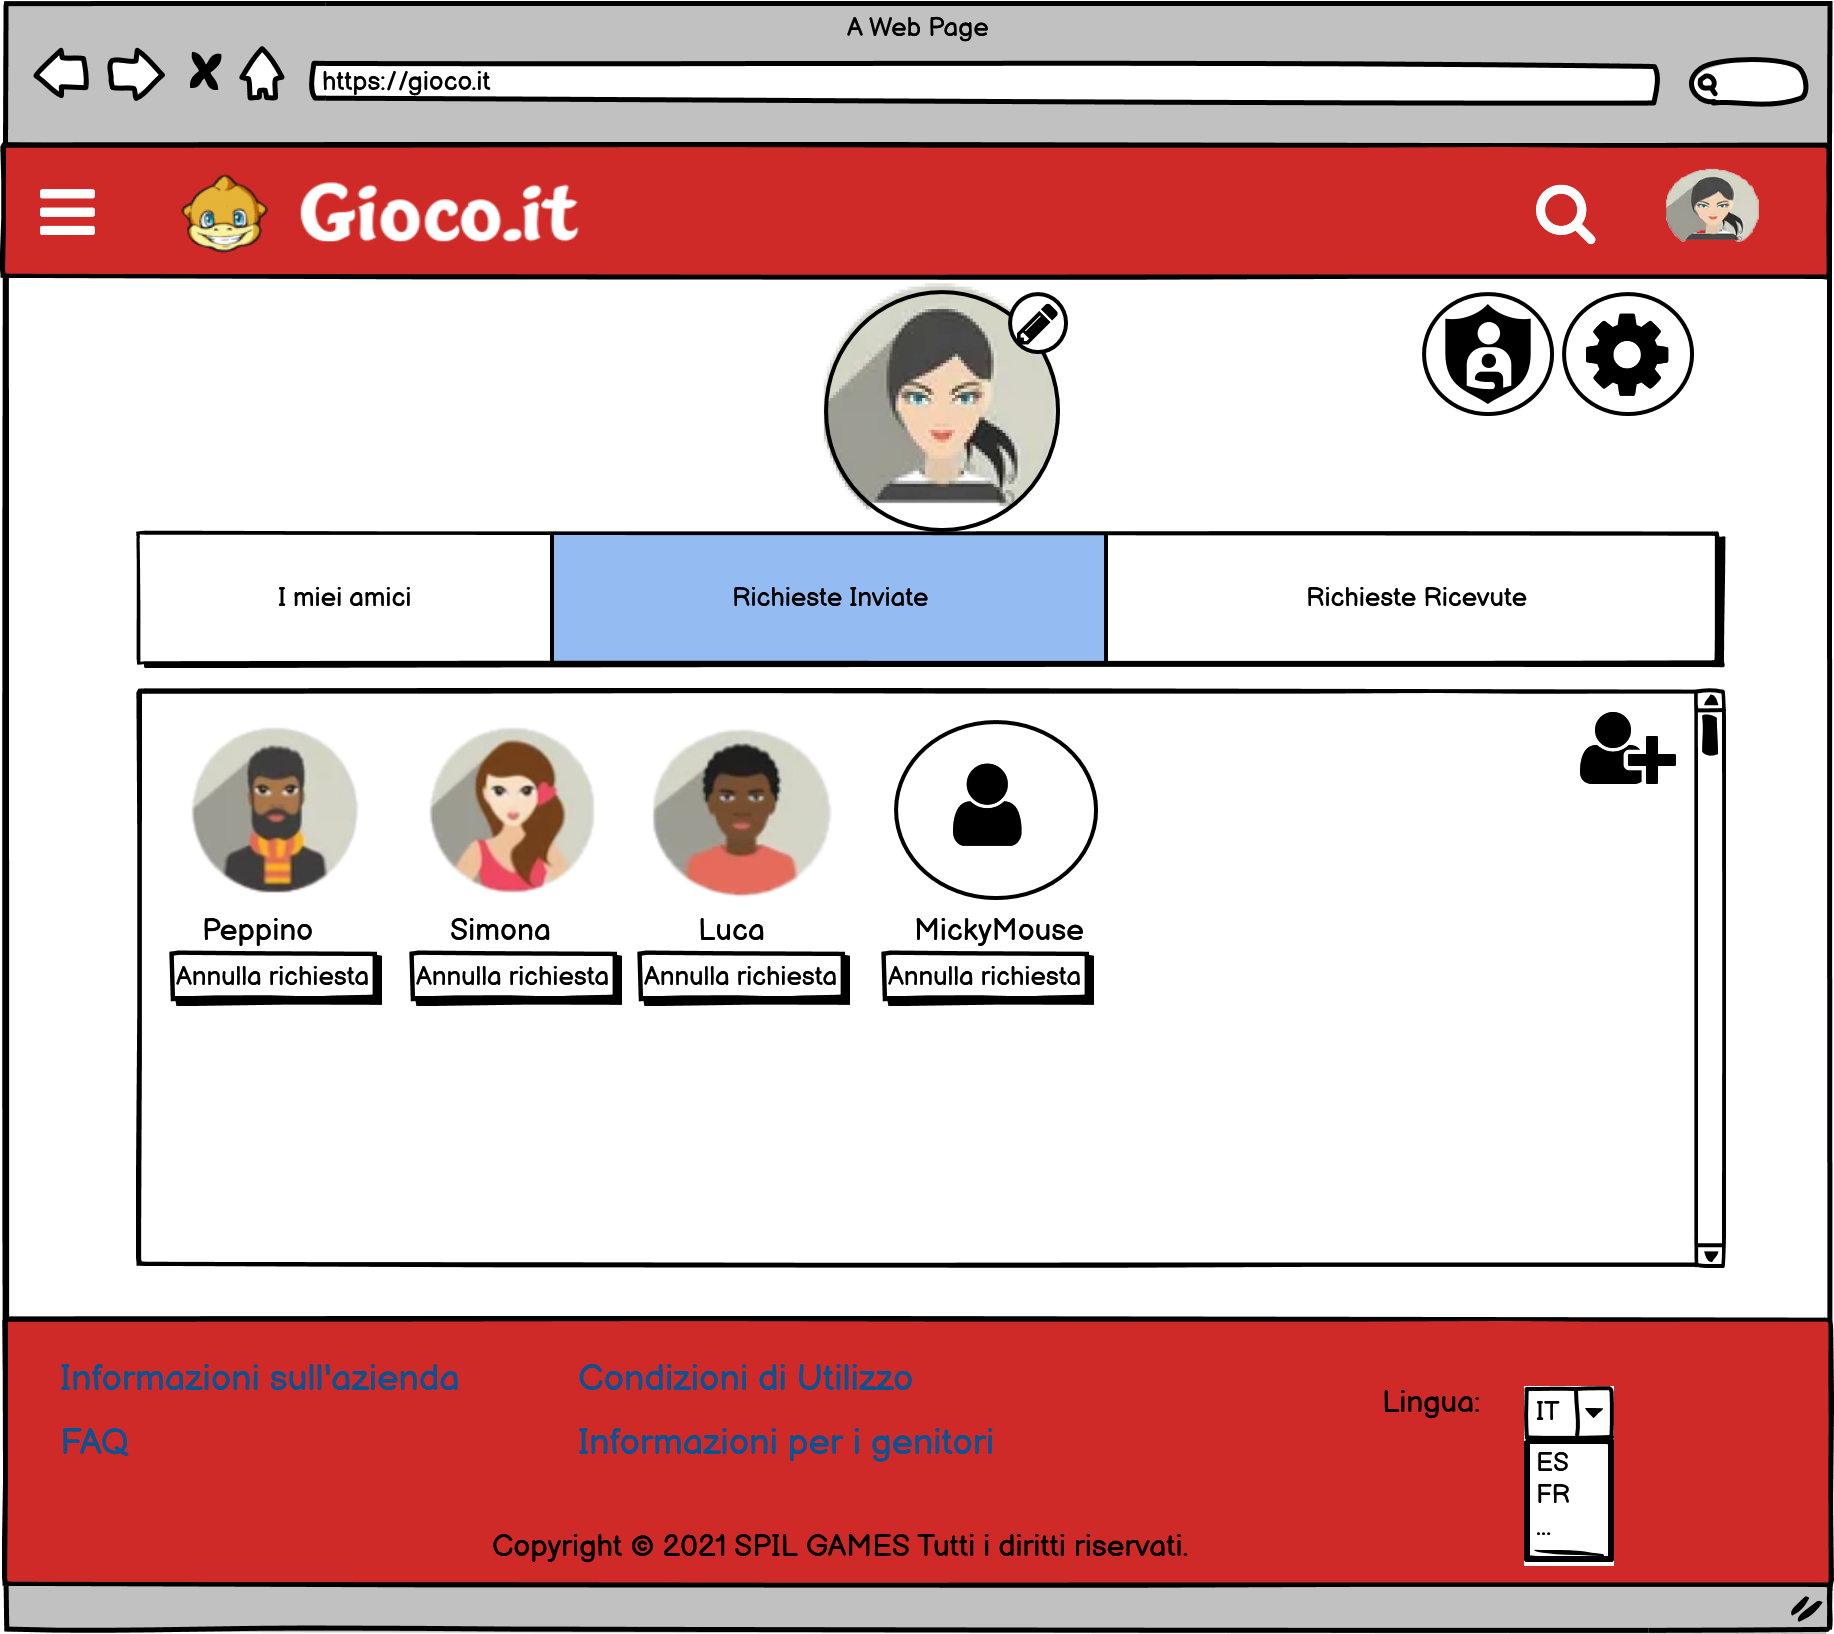 A Web Page
https://gioco.it
Gioco.it
I miei amici
Richieste Inviate
Richieste Ricevute
Peppino
Simona
Luca
MickyMouse
Annulla richiesta
Annulla richiesta
Annulla richiesta
Annulla richiesta
Informazioni sull'azienda
Condizioni di Utilizzo
Lingua:
IT
FAQ
Informazioni per i genitori
ES
FR
...
Copyright © 2021 SPIL GAMES Tutti i diritti riservati.